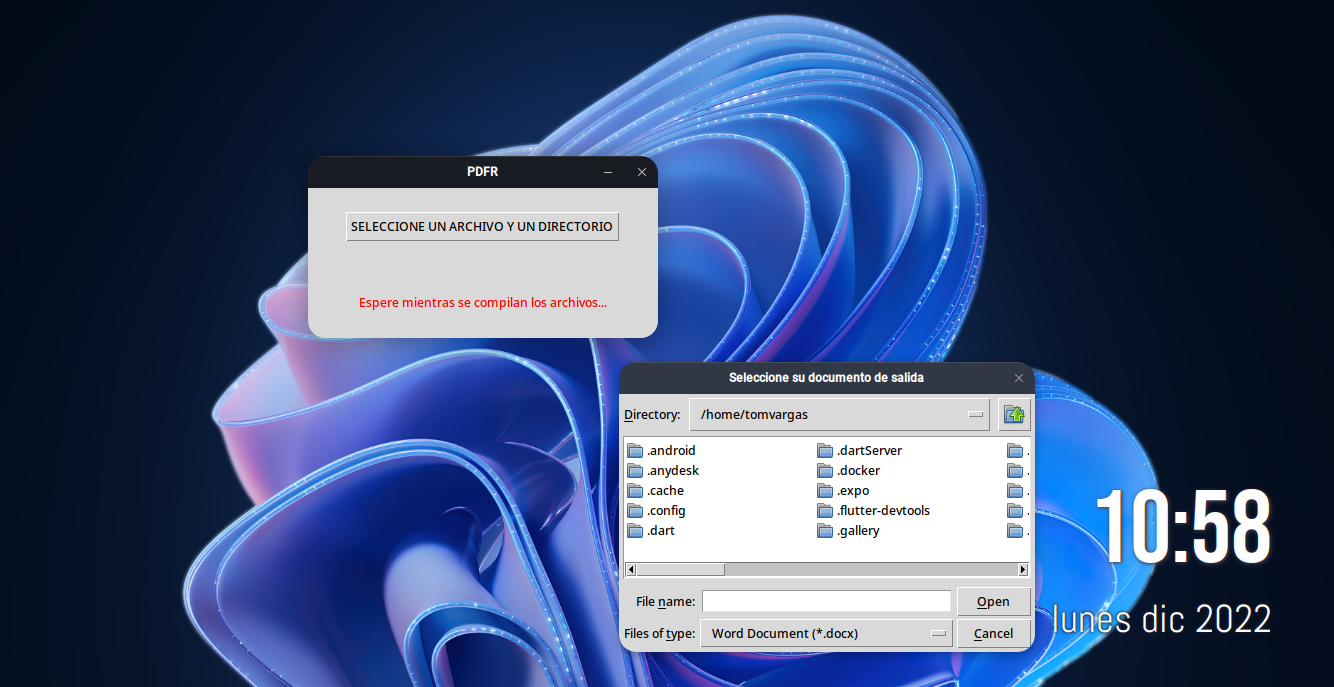 PDFR
SELECCIONE UN ARCHIVO Y UN DIRECTORIO
Espere mientras se compilan los archivos...
Seleccione su documento de salida
Directory: /home/tomvargas
.android .dartServer .
.anydesk .docker .
.cache .expo .
.config .flutter-devtools .
.dart .gallery .
File name: Open
Files of type: Word Document (*.docx) Cancel
10:58
lunes dic 2022